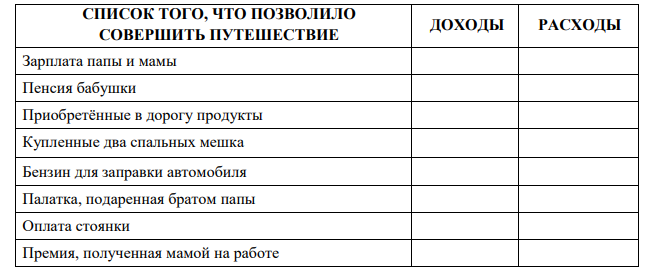 СПИСОК ТОГО, ЧТО ПОЗВОЛИЛО
СОВЕРШИТЬ ПУТЕШЕСТВИЕ
ДОХОДЫ
РАСХОДЫ
Зарплата папы и мамы
Пенсия бабушки
Приобретённые в дорогу продукты
Купленные два спальных мешка
Бензин для заправки автомобиля
Палатка, подаренная братом папы
Оплата стоянки
Премия, полученная мамой на работе